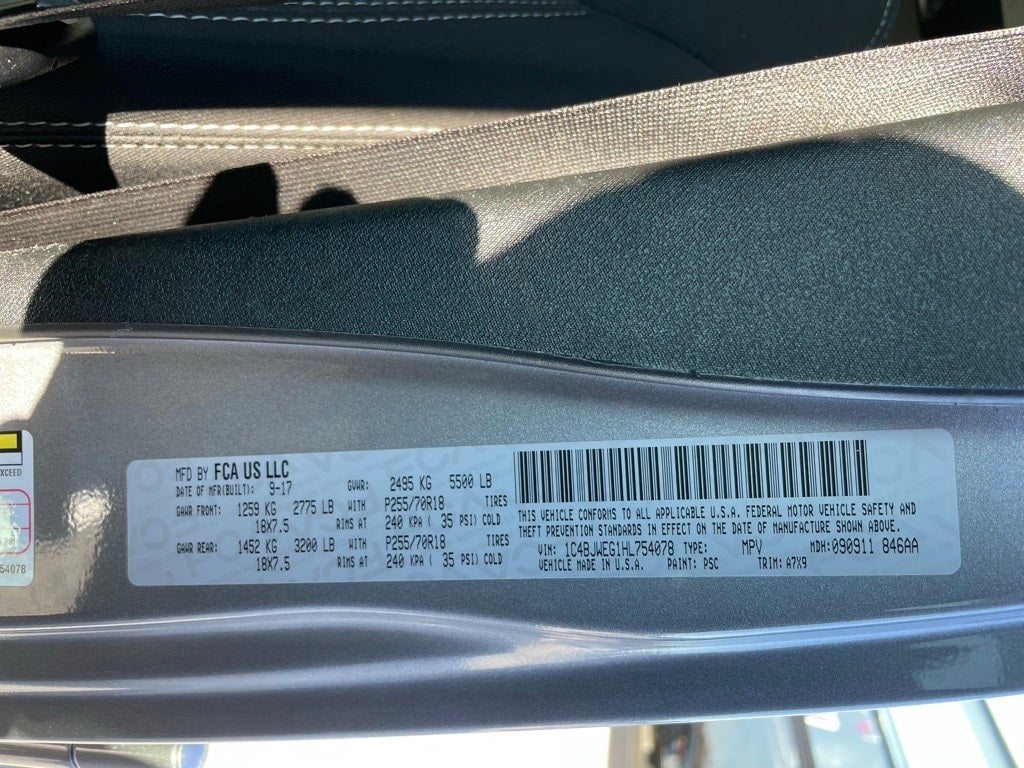 MFD BY FCA US LLC
DATE OF MFR(BUILT): 9-17 GVWR: 2495 KG 5500 LB
GAWR FRONT: 1259 KG 2775 LB WITH P255/70R18 TIRES
18X7.5 RIMS AT 240 KPA ( 35 PSI) COLD
GAWR REAR: 1452 KG 3200 LB WITH P255/70R18 TIRES
18X7.5 RIMS AT 240 KPA ( 35 PSI) COLD
THIS VEHICLE CONFORMS TO ALL APPLICABLE U.S.A. FEDERAL MOTOR VEHICLE SAFETY AND
THEFT PREVENTION STANDARDS IN EFFECT ON THE DATE OF MANUFACTURE SHOWN ABOVE.
VIN: 1C4BJWEG1HL754078 TYPE: MPV MDH: 090911 846AA
VEHICLE MADE IN U.S.A. PAINT: PSC TRIM: A7X9
XCEED
PSI
54078